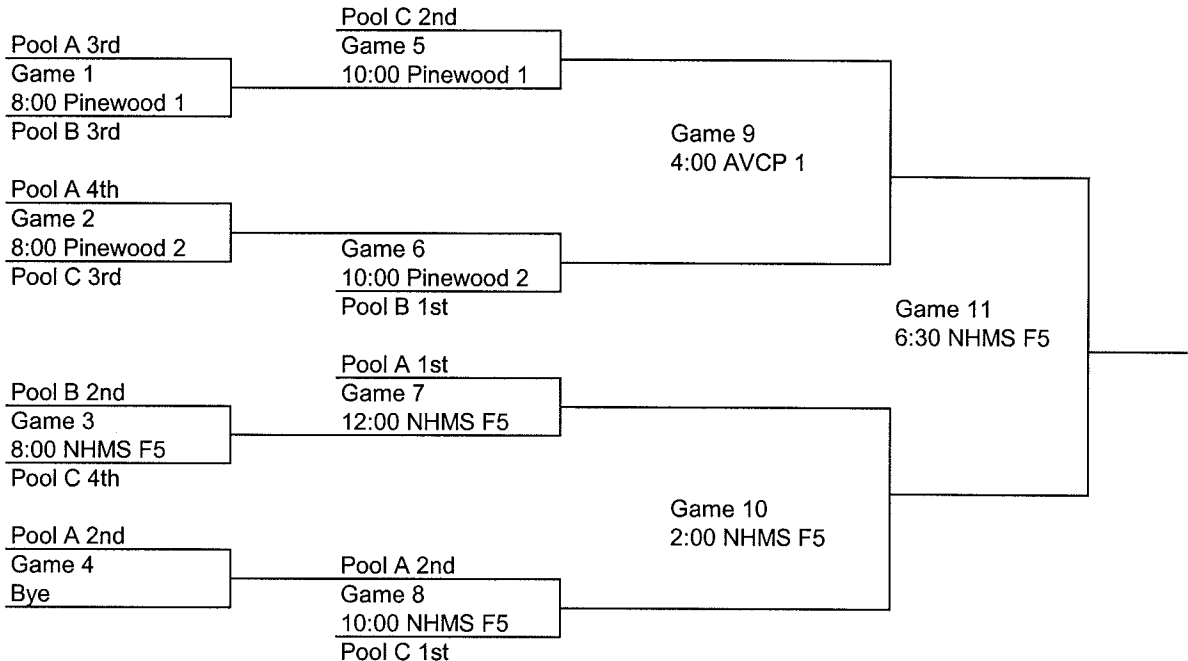 Pool A 3rd
Game 1
8:00 Pinewood 1
Pool B 3rd
Pool A 4th
Game 2
8:00 Pinewood 2
Pool C 3rd
Pool B 2nd
Game 3
8:00 NHMS F5
Pool C 4th
Pool A 2nd
Game 4
Bye
Pool C 2nd
Game 5
10:00 Pinewood 1
Game 6
10:00 Pinewood 2
Pool B 1st
Pool A 1st
Game 7
12:00 NHMS F5
Pool A 2nd
Game 8
10:00 NHMS F5
Pool C 1st
Game 9
4:00 AVCP 1
Game 10
2:00 NHMS F5
Game 11
6:30 NHMS F5